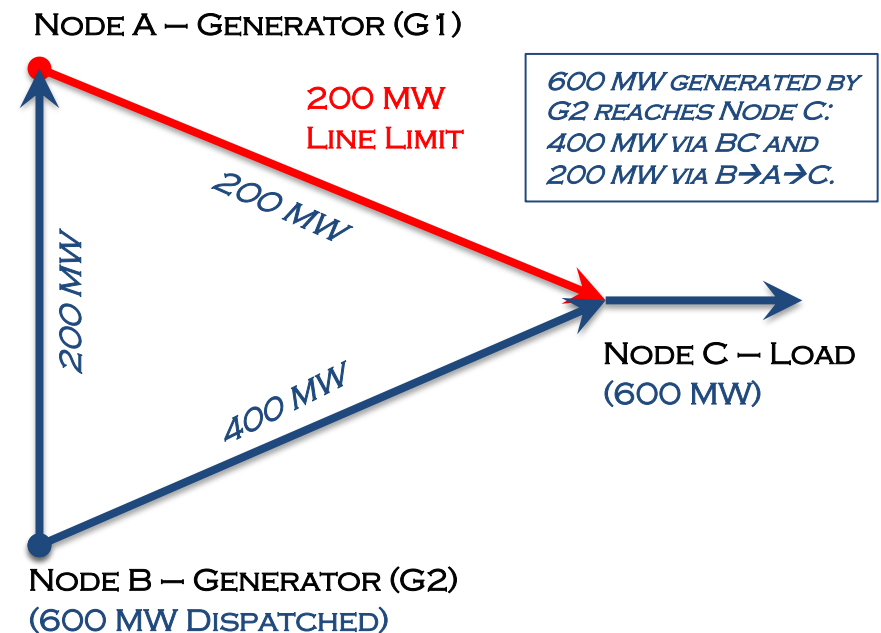 Node A – Generator (G1)
200 MW
Line Limit
600 MW generated by
G2 reaches Node C:
400 MW via BC and
200 MW via B→A→C.
200 MW
200 MW
400 MW
Node C – Load
(600 MW)
Node B – Generator (G2)
(600 MW Dispatched)